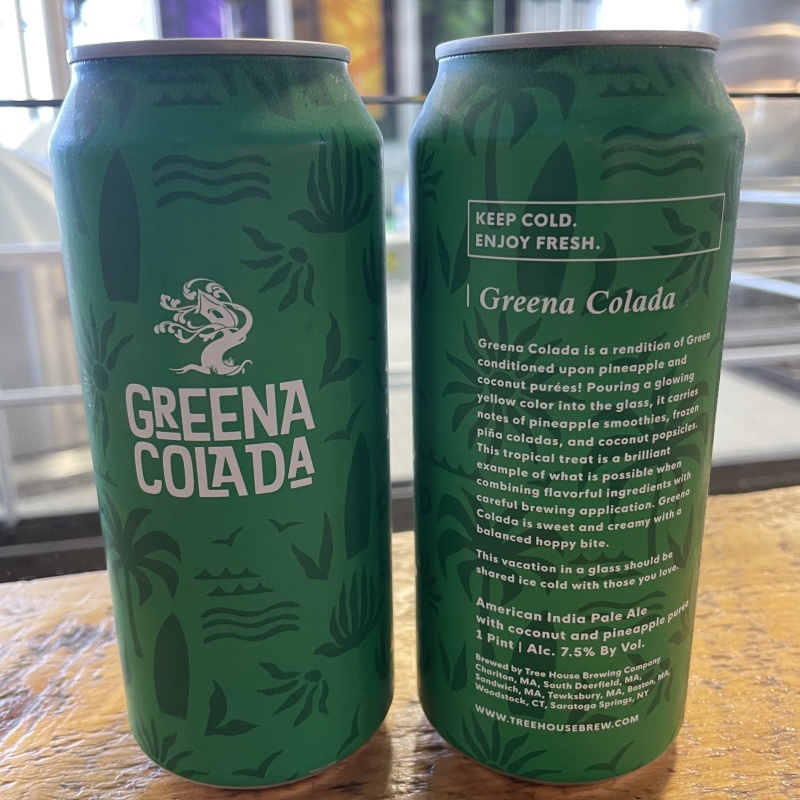 GREENA
COLADA
KEEP COLD.
ENJOY FRESH.
Greena Colada
Greena Colada is a rendition of Green
conditioned upon pineapple and
coconut purées! Pouring a glowing
yellow color into the glass, it carries
notes of pineapple smoothies, frozen
piña coladas, and coconut popsicles.
This tropical treat is a brilliant
example of what is possible when
combining flavorful ingredients with
careful brewing application. Greena
Colada is sweet and creamy with a
balanced hoppy bite.
This vacation in a glass should be
shared ice cold with those you love.
American India Pale Ale
with coconut and pineapple purée
1 Pint | Alc. 7.5% By Vol.
Brewed by Tree House Brewing Company
Charlton, MA, South Deerfield, MA,
Sandwich, MA, Tewksbury, MA, Boston, MA,
Woodstock, CT, Saratoga Springs, NY
WWW.TREEHOUSEBREW.COM